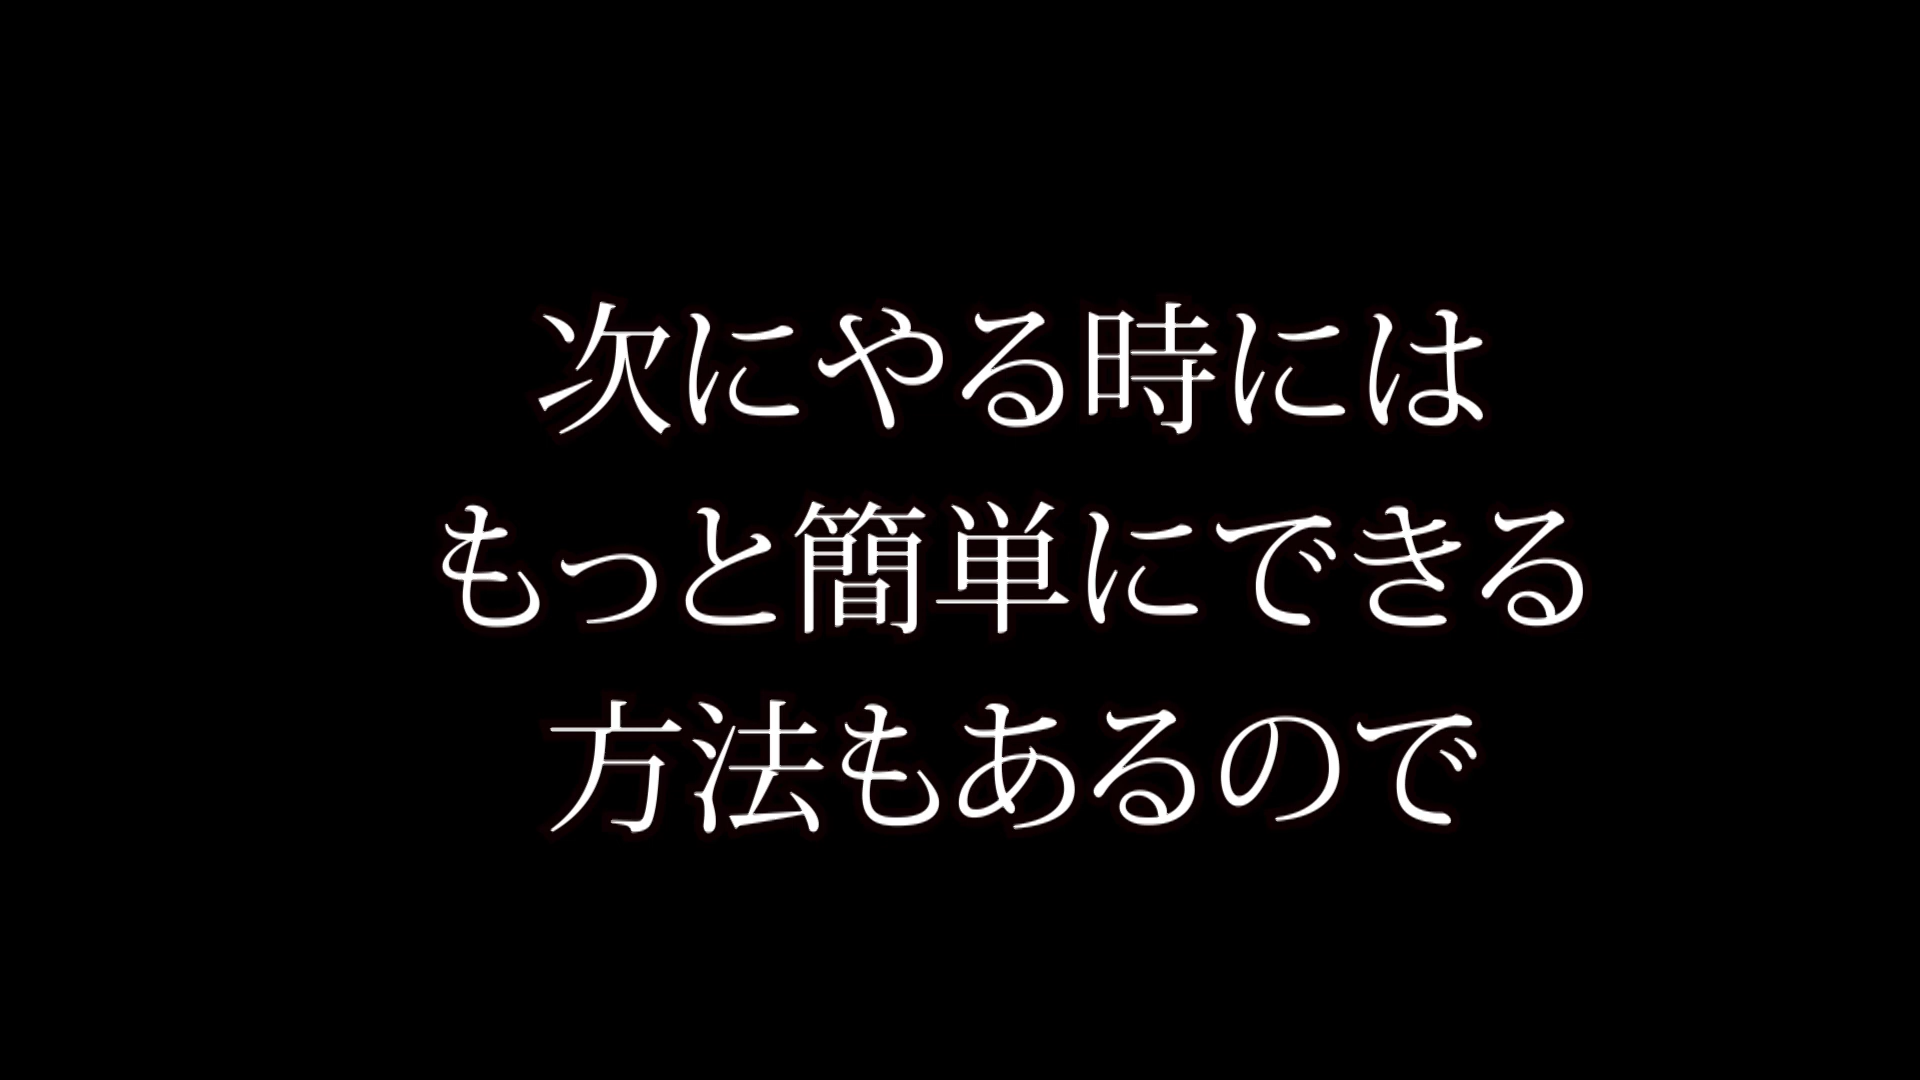 次にやる時には
もっと簡単にできる
方法もあるので